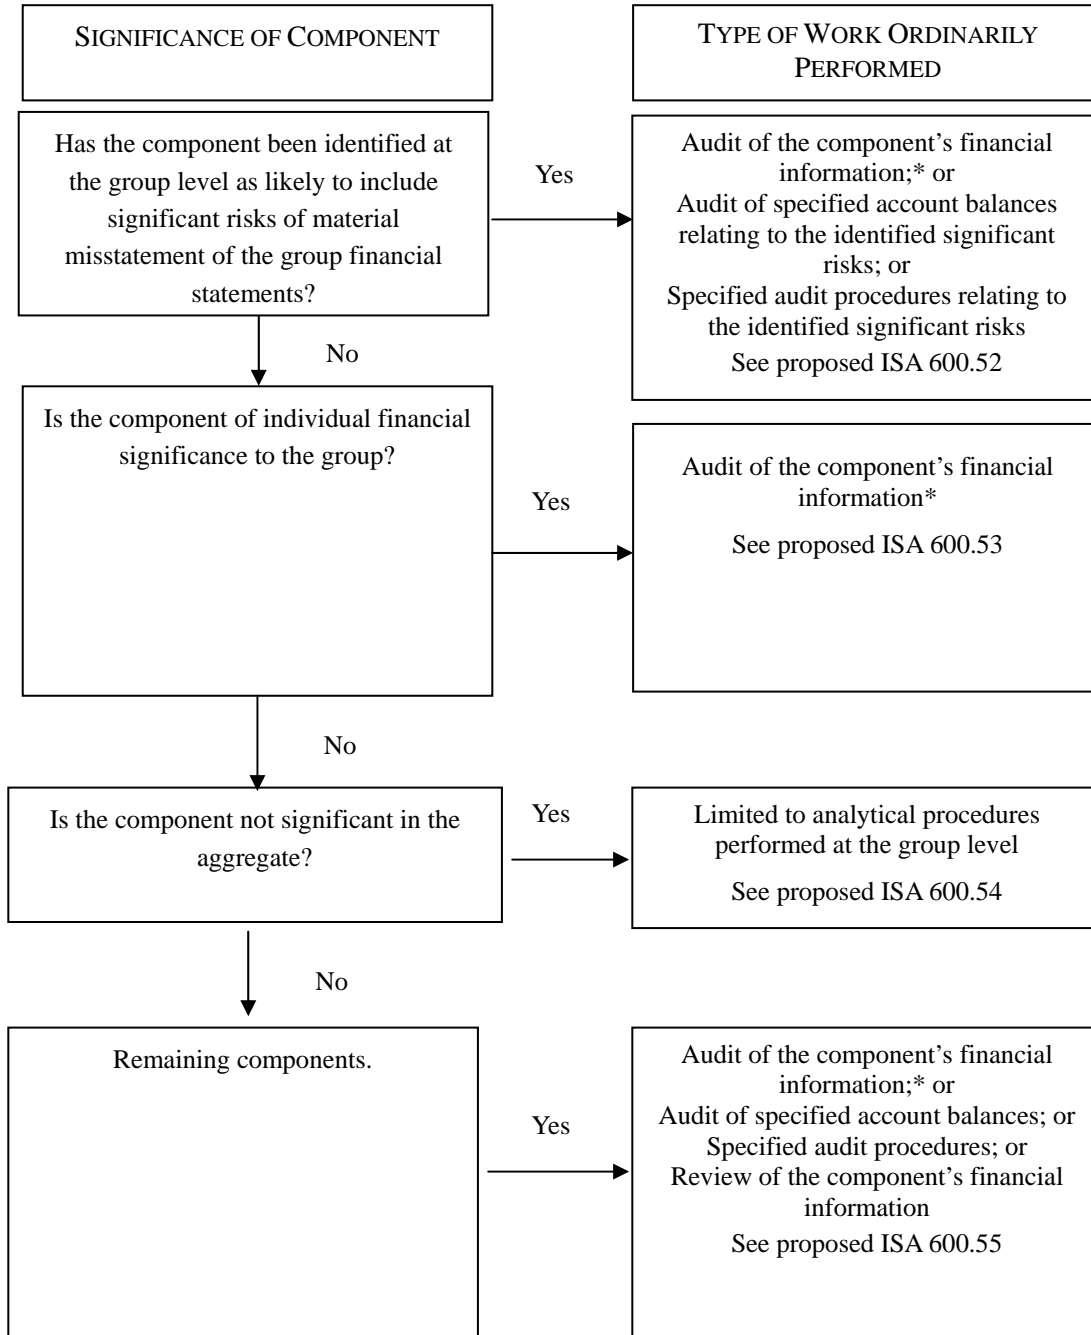 SIGNIFICANCE OF COMPONENT
TYPE OF WORK ORDINARILY
PERFORMED
Has the component been identified at
the group level as likely to include
significant risks of material
misstatement of the group financial
statements?
Yes
Audit of the component’s financial
information;* or
Audit of specified account balances
relating to the identified significant
risks; or
Specified audit procedures relating to
the identified significant risks
See proposed ISA 600.52
No
Is the component of individual financial
significance to the group?
Yes
Audit of the component’s financial
information*
See proposed ISA 600.53
No
Is the component not significant in the
aggregate?
Yes
Limited to analytical procedures
performed at the group level
See proposed ISA 600.54
No
Remaining components.
Yes
Audit of the component’s financial
information;* or
Audit of specified account balances; or
Specified audit procedures; or
Review of the component’s financial
information
See proposed ISA 600.55